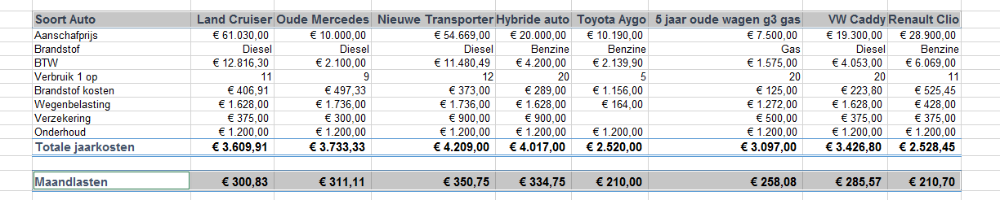 Soort Auto Land Cruiser Oude Mercedes Nieuwe Transporter Hybride auto Toyota Aygo 5 jaar oude wagen g3 gas VW Caddy Renault Clio
Aanschafprijs € 61.030,00 € 10.000,00 € 54.669,00 € 20.000,00 € 10.190,00 € 7.500,00 € 19.300,00 € 28.900,00
Brandstof Diesel Diesel Diesel Benzine Benzine Gas Diesel Benzine
BTW € 12.816,30 € 2.100,00 € 11.480,49 € 4.200,00 € 2.139,90 € 1.575,00 € 4.053,00 € 6.069,00
Verbruik 1 op 11 9 12 20 5 20 20 11
Brandstof kosten € 406,91 € 497,33 € 373,00 € 289,00 € 1.156,00 € 125,00 € 223,80 € 525,45
Wegenbelasting € 1.628,00 € 1.736,00 € 1.736,00 € 1.628,00 € 164,00 € 1.272,00 € 1.628,00 € 428,00
Verzekering € 375,00 € 300,00 € 900,00 € 900,00 € 500,00 € 375,00 € 375,00
Onderhoud € 1.200,00 € 1.200,00 € 1.200,00 € 1.200,00 € 1.200,00 € 1.200,00 € 1.200,00 € 1.200,00
Totale jaarkosten € 3.609,91 € 3.733,33 € 4.209,00 € 4.017,00 € 2.520,00 € 3.097,00 € 3.426,80 € 2.528,45
Maandlasten € 300,83 € 311,11 € 350,75 € 334,75 € 210,00 € 258,08 € 285,57 € 210,70